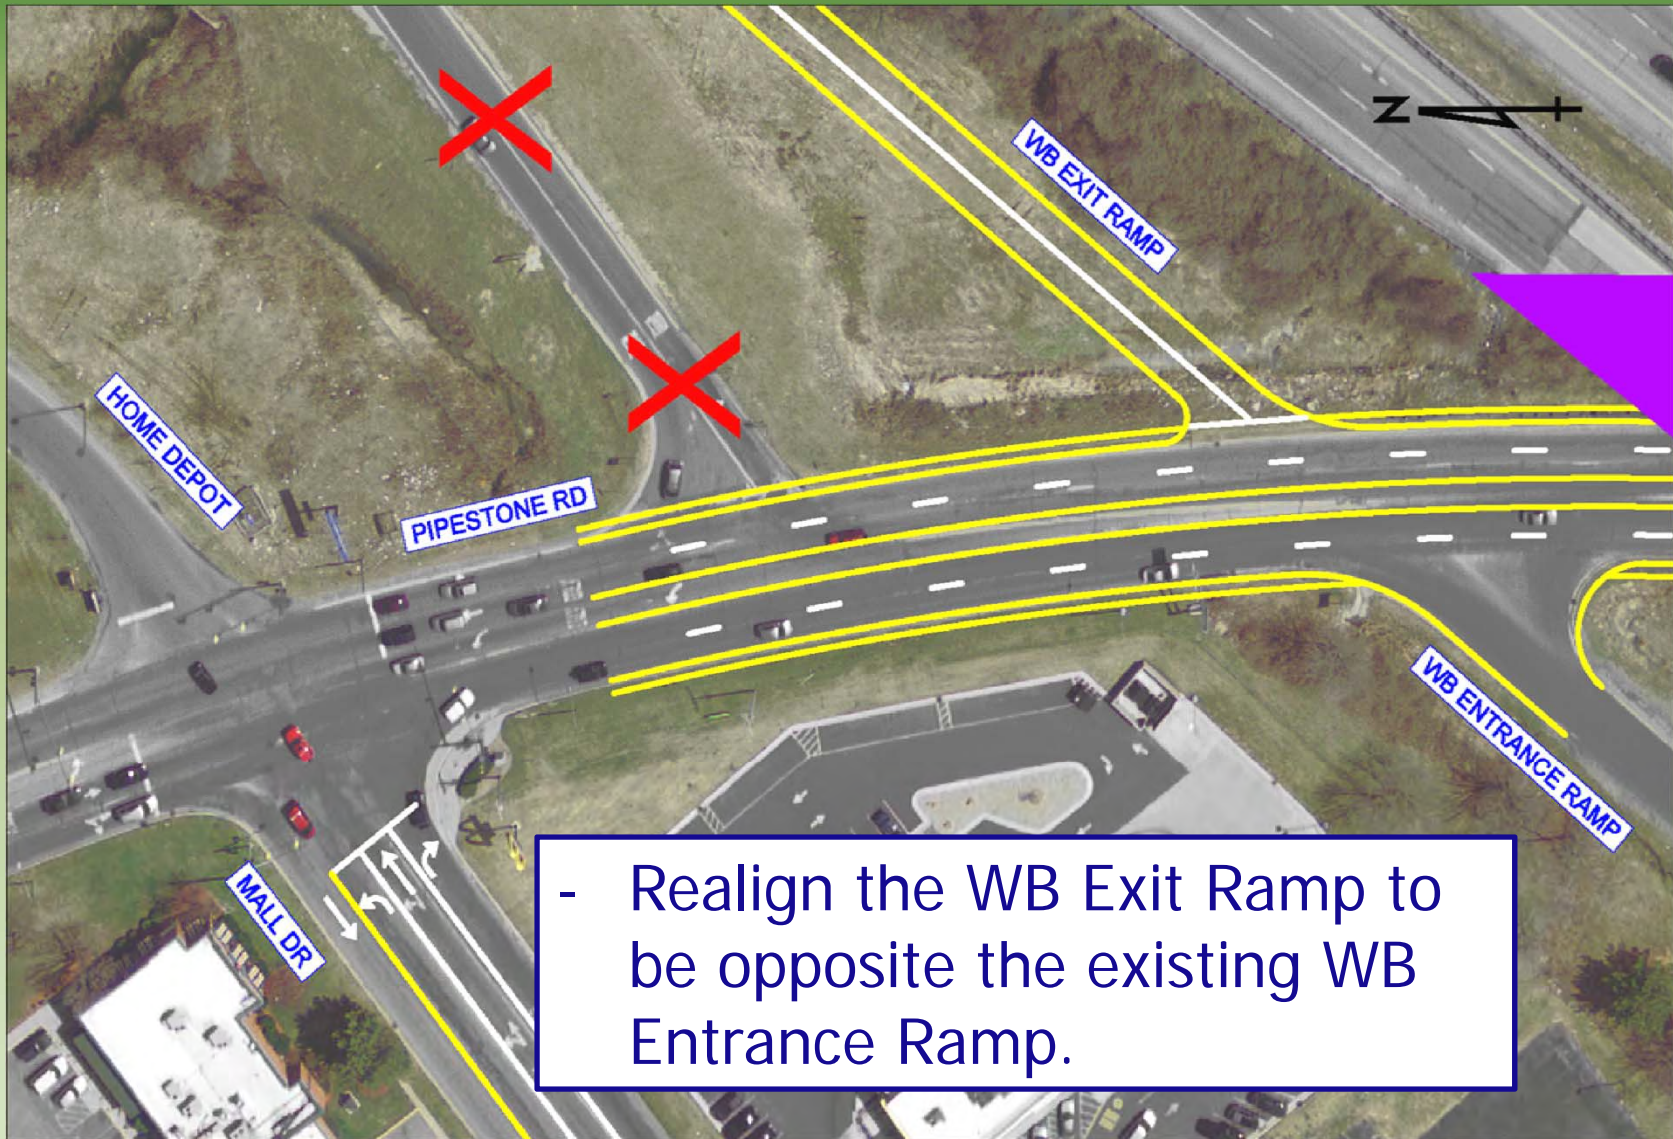 N
WB EXIT RAMP
HOME DEPOT
PIPESTONE RD
WB ENTRANCE RAMP
MALL DR
- Realign the WB Exit Ramp to
be opposite the existing WB
Entrance Ramp.